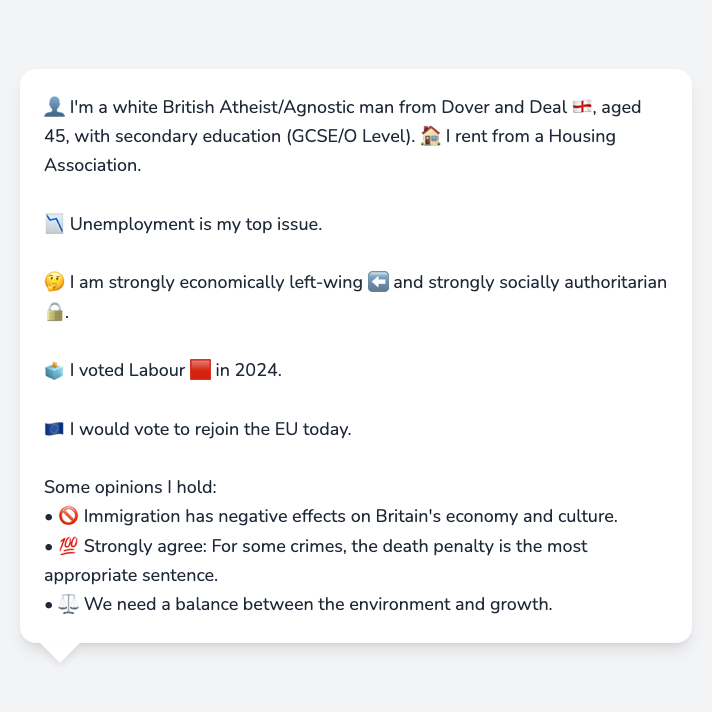 👤 I'm a white British Atheist/Agnostic man from Dover and Deal 🏴󠁧󠁢󠁥󠁮󠁧󠁿, aged
45, with secondary education (GCSE/O Level). 🏠 I rent from a Housing
Association.
📉 Unemployment is my top issue.
🤔 I am strongly economically left-wing ⬅️ and strongly socially authoritarian
🔒.
🗳️ I voted Labour 🟥 in 2024.
🇪🇺 I would vote to rejoin the EU today.
Some opinions I hold:
• 🚫 Immigration has negative effects on Britain's economy and culture.
• 💯 Strongly agree: For some crimes, the death penalty is the most
appropriate sentence.
• ⚖️ We need a balance between the environment and growth.